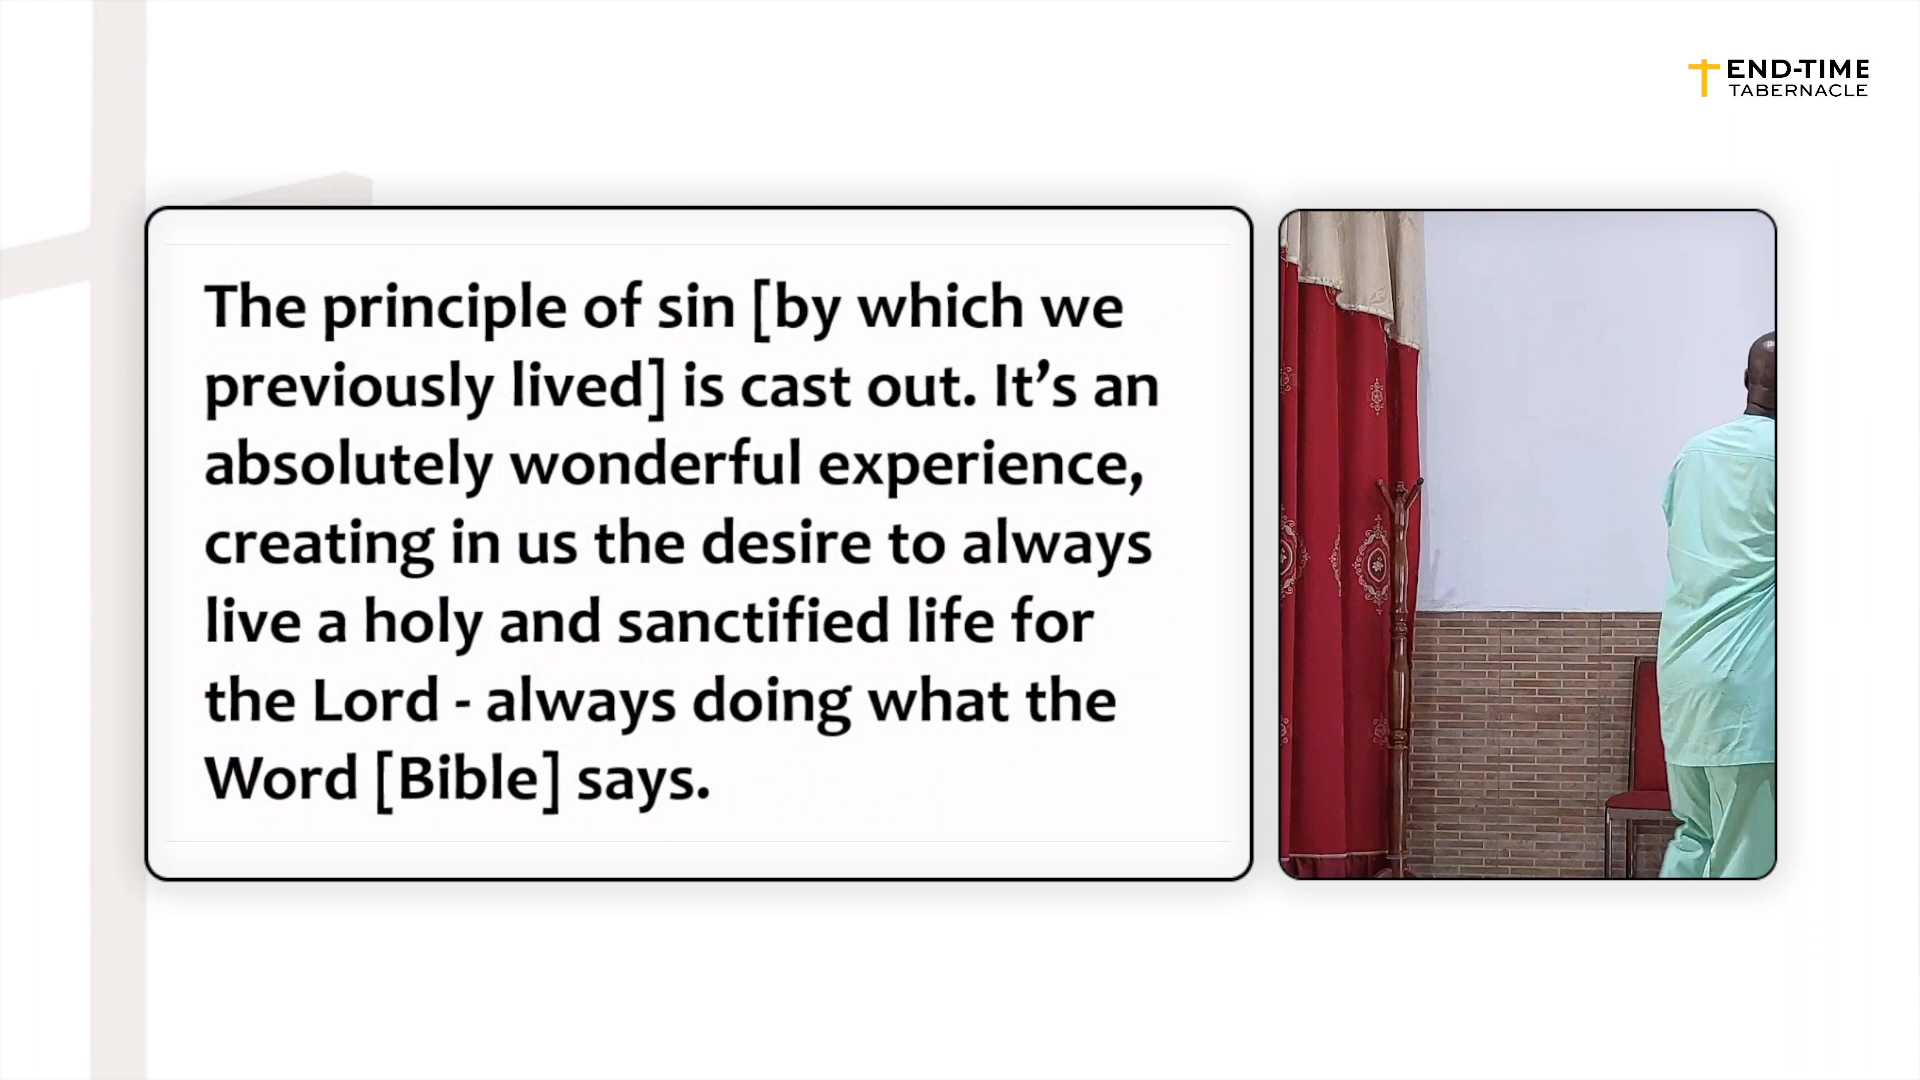 END-TIME
TABERNACLE
The principle of sin [by which we
previously lived] is cast out. It’s an
absolutely wonderful experience,
creating in us the desire to always
live a holy and sanctified life for
the Lord - always doing what the
Word [Bible] says.